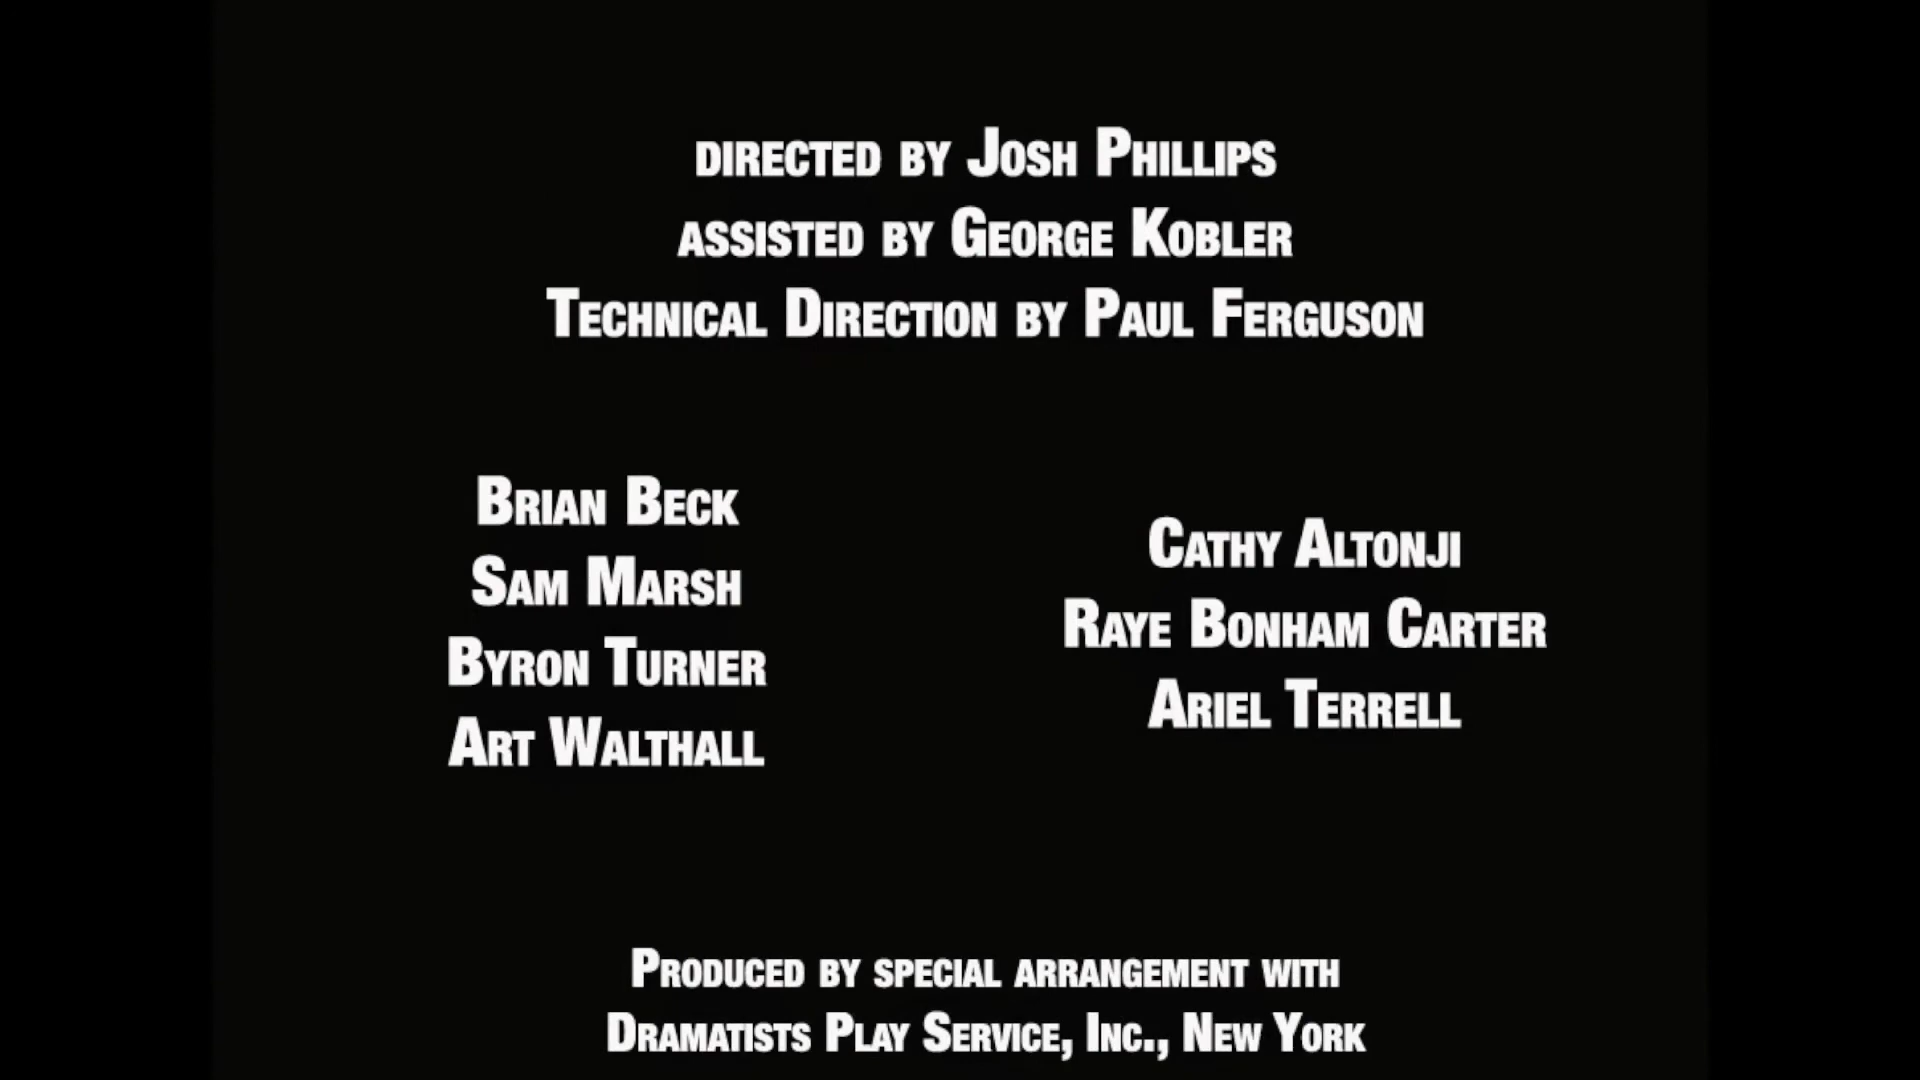 directed by Josh Phillips
assisted by George Kobler
Technical Direction by Paul Ferguson
Brian Beck
Sam Marsh
Byron Turner
Art Walthall
Cathy Altonji
Raye Bonham Carter
Ariel Terrell
Produced by special arrangement with
Dramatists Play Service, Inc., New York